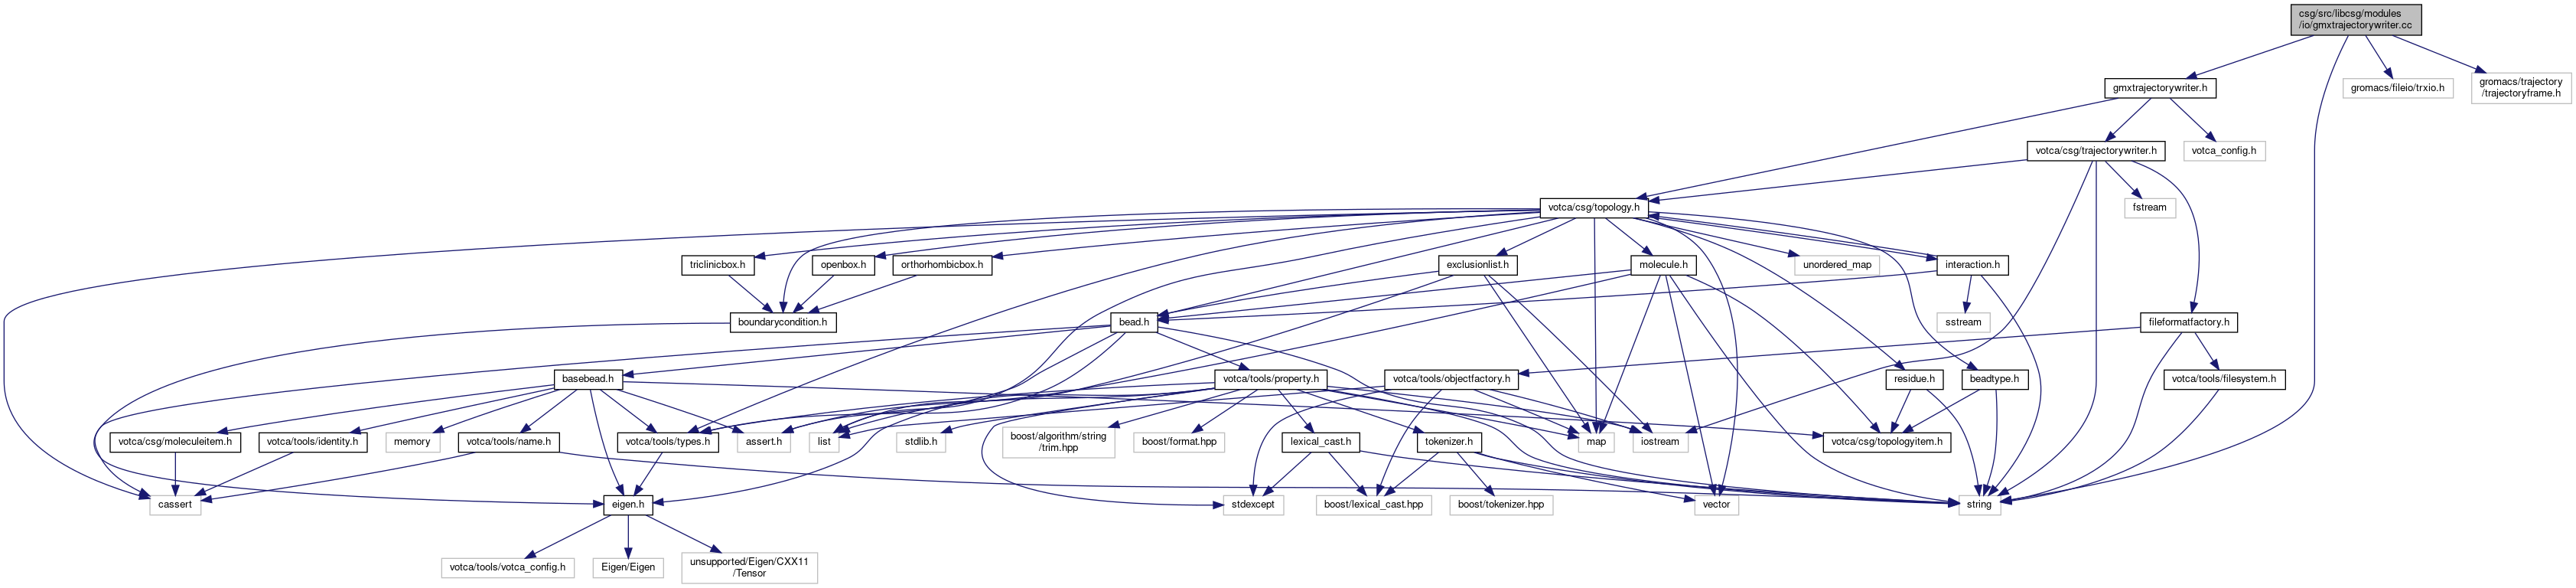 csg/src/libcsg/modules
/io/gmxtrajectorywriter.cc
gmxtrajectorywriter.h
gromacs/fileio/trxio.h
gromacs/trajectory
/trajectoryframe.h
votca/csg/trajectorywriter.h
votca_config.h
votca/csg/topology.h
fstream
triclinicbox.h
openbox.h
orthorhombicbox.h
exclusionlist.h
molecule.h
unordered_map
interaction.h
boundarycondition.h
bead.h
sstream
fileformatfactory.h
basebead.h
votca/tools/property.h
votca/tools/objectfactory.h
residue.h
beadtype.h
votca/tools/filesystem.h
votca/csg/moleculeitem.h
votca/tools/identity.h
memory
votca/tools/name.h
votca/tools/types.h
assert.h
list
stdlib.h
boost/algorithm/string
/trim.hpp
boost/format.hpp
lexical_cast.h
tokenizer.h
map
iostream
votca/csg/topologyitem.h
cassert
eigen.h
stdexcept
boost/lexical_cast.hpp
boost/tokenizer.hpp
vector
string
votca/tools/votca_config.h
Eigen/Eigen
unsupported/Eigen/CXX11
/Tensor